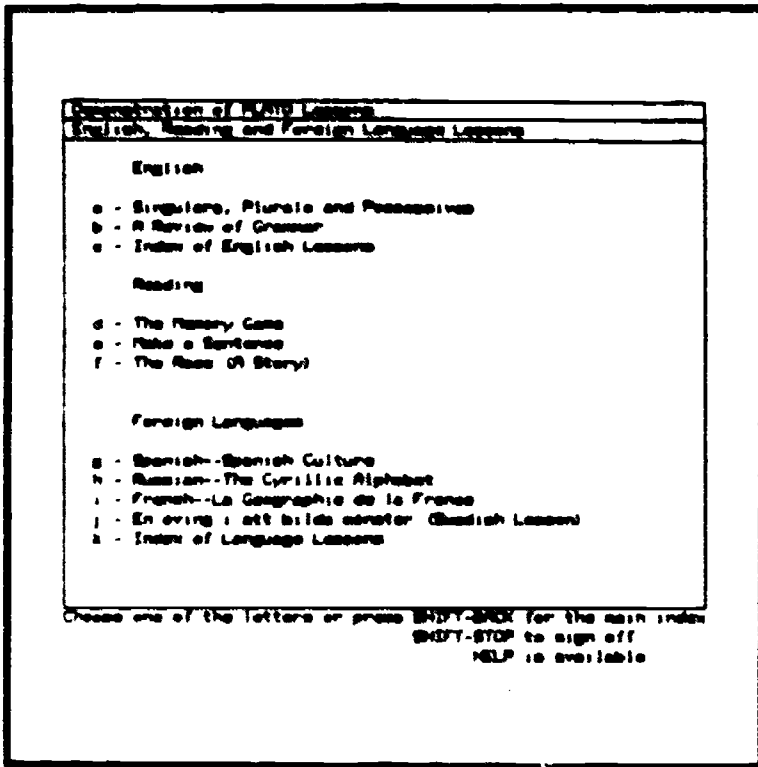 Demonstration of PLATO Lessons
English, Reading and Foreign Language Lessons
English
a - Singulars, Plurals and Possessives
b - A Review of Grammar
c - Index of English Lessons
Reading
d - The Memory Game
e - Make a Sentence
f - The Race (A Story)
Foreign Languages
g - Spanish--Spanish Culture
h - Russian--The Cyrillic Alphabet
i - French--La Geographie de la France
j - En oving i att bilda mönster (Swedish Lesson)
k - Index of Language Lessons
Choose one of the letters or press SHIFT-BACK for the main index
SHIFT-STOP to sign off
HELP is available